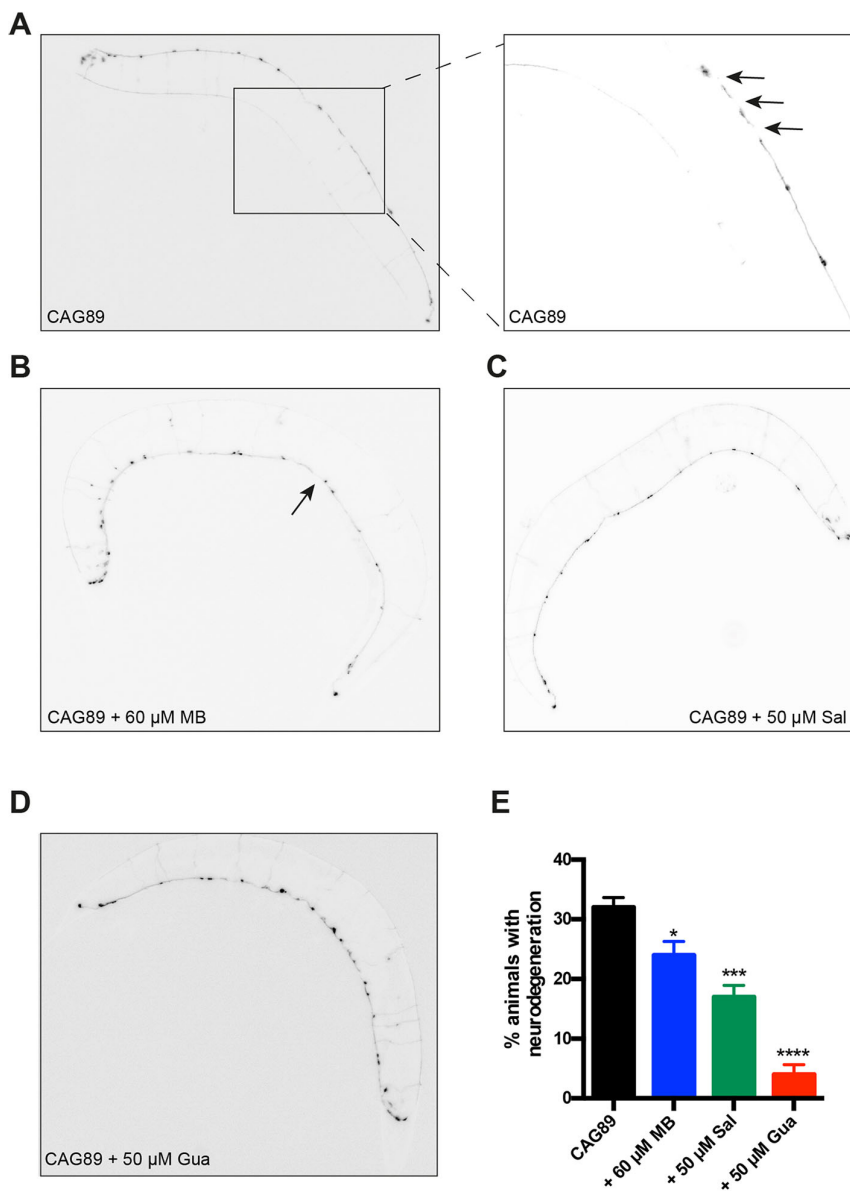 A
CAG89
CAG89
B
C
CAG89 + 60 µM MB
CAG89 + 50 µM Sal
D
CAG89 + 50 µM Gua
E
% animals with
neurodegeneration
40
30
20
10
0
*
***
****
CAG89
+ 60 µM MB
+ 50 µM Sal
+ 50 µM Gua